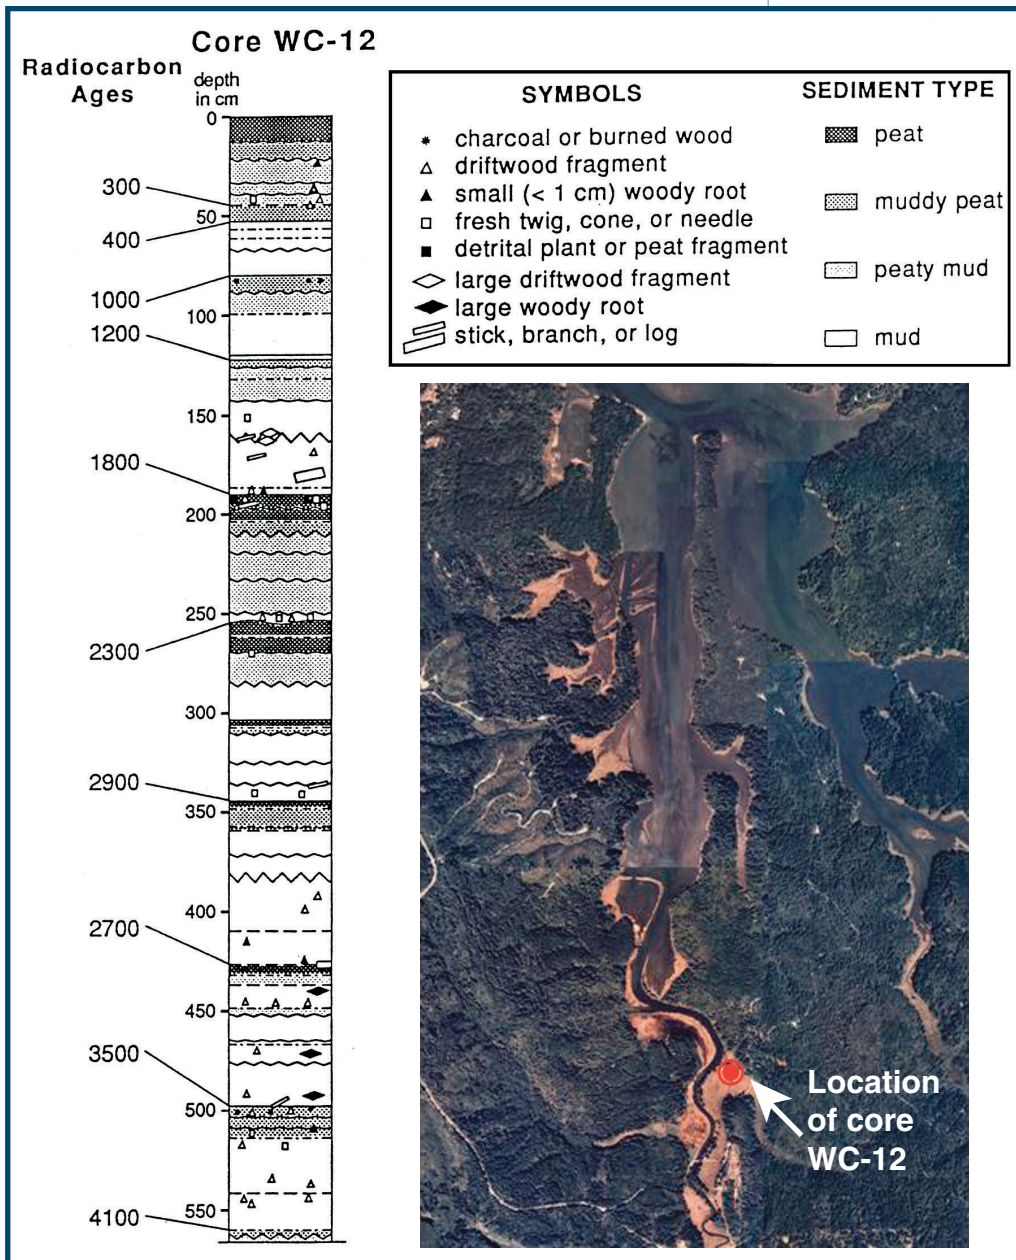 Core WC-12
Radiocarbon
Ages
depth
in cm
0
50
100
150
200
250
300
350
400
450
500
550
300
400
1000
1200
1800
2300
2900
2700
3500
4100
SYMBOLS
charcoal or burned wood
driftwood fragment
small (< 1 cm) woody root
fresh twig, cone, or needle
detrital plant or peat fragment
large driftwood fragment
large woody root
stick, branch, or log
SEDIMENT TYPE
peat
muddy peat
peaty mud
mud
Location
of core
WC-12